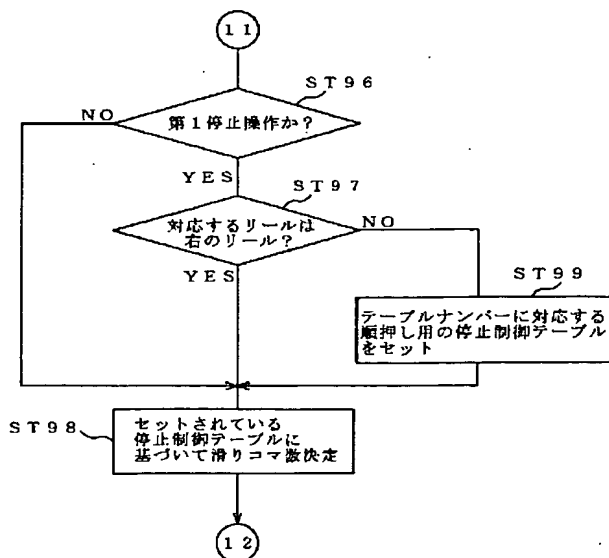 11
ST96
NO
第1停止操作か？
YES
ST97
対応するリールは
右のリール？
NO
YES
ST99
テーブルナンバーに対応する
順押し用の停止制御テーブル
をセット
ST98
セットされている
停止制御テーブルに
基づいて滑りコマ数決定
12